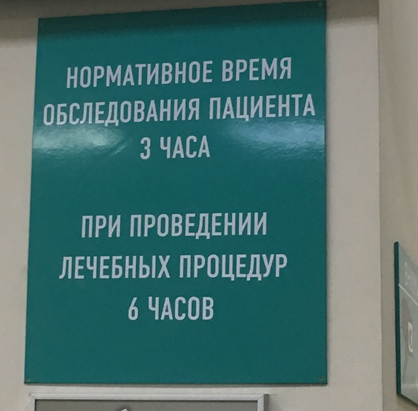 НОРМАТИВНОЕ ВРЕМЯ
ОБСЛЕДОВАНИЯ ПАЦИЕНТА
3 ЧАСА
ПРИ ПРОВЕДЕНИИ
ЛЕЧЕБНЫХ ПРОЦЕДУР
6 ЧАСОВ